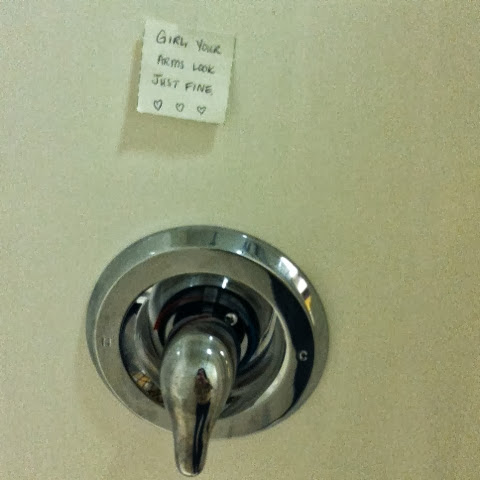 GIRL, YOUR
ARMS LOOK
JUST FINE.
♡ ♡ ♡
H
C